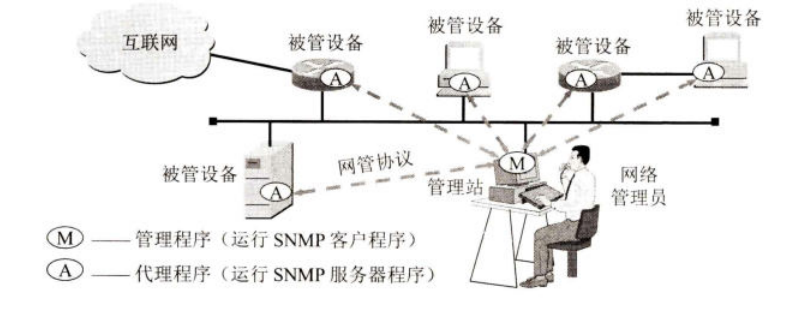 互联网
被管设备
被管设备
被管设备
被管设备
A
A
A
A
被管设备
A
网管协议
M
管理站
网络
管理员
M —— 管理程序（运行 SNMP 客户程序）
A —— 代理程序（运行 SNMP 服务器程序）